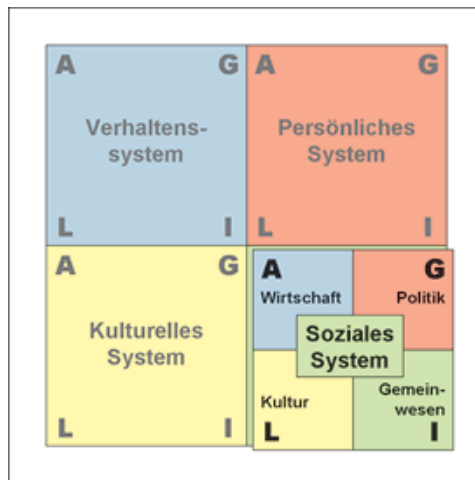 A G
Verhaltens-
system
L I
A G
Persönliches
System
L I
A G
Kulturelles
System
L I
A G
Wirtschaft Politik
Soziales
System
Kultur Gemein-
wesen
L I